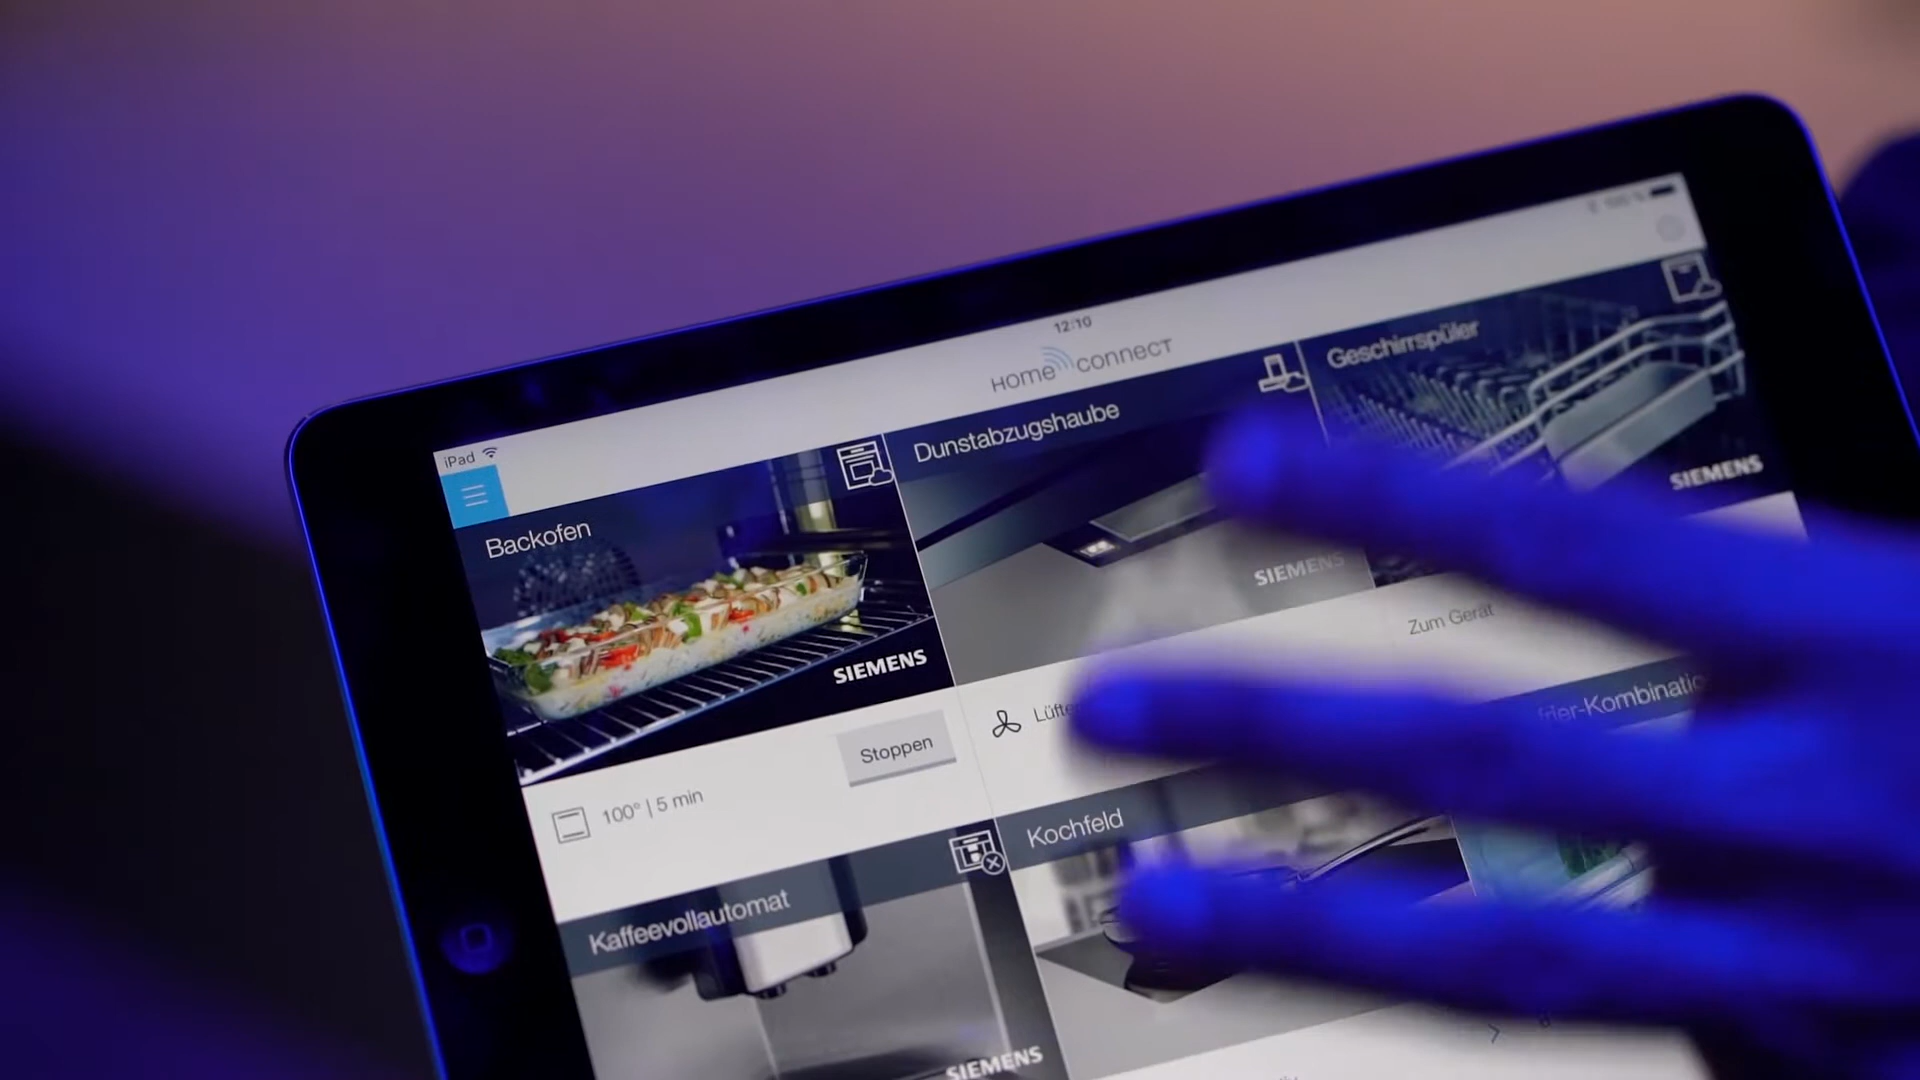 12:10
HOME CONNECT
iPad
Backofen
SIEMENS
Stoppen
100° | 5 min
Dunstabzugshaube
SIEMENS
Geschirrspüler
SIEMENS
Zum Gerät
Kaffeevollautomat
SIEMENS
Kochfeld